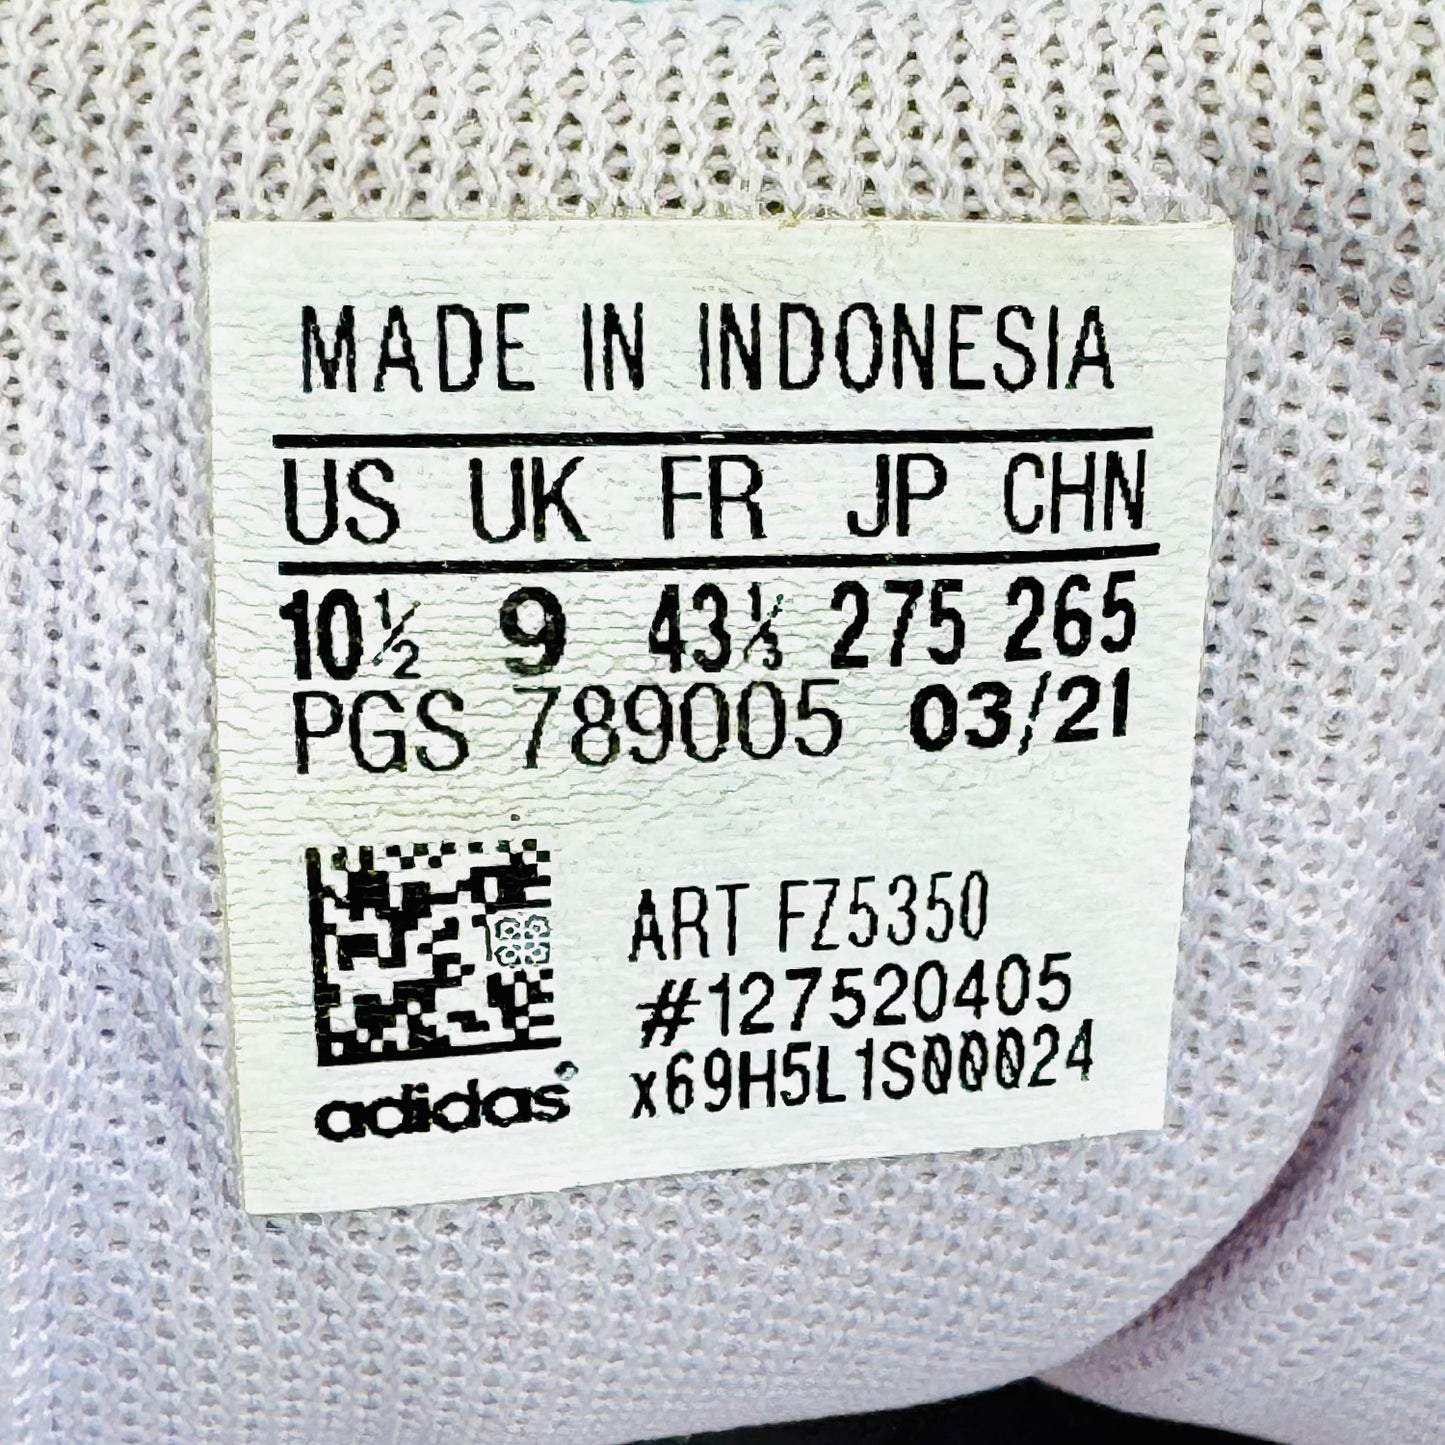 MADE IN INDONESIA
US UK FR JP CHN
10½ 9 43⅓ 275 265
PGS 789005 03/21
ART FZ5350
#127520405
x69H5L1S00024
adidas®